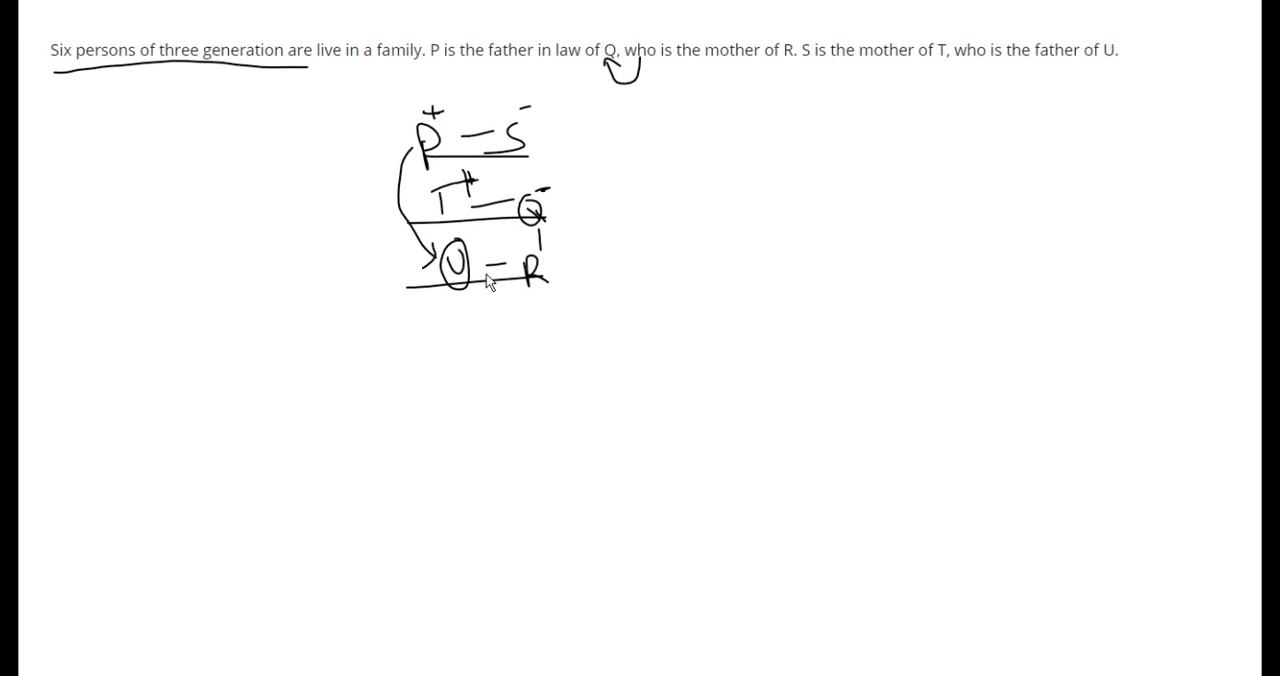 Six persons of three generation are live in a family. P is the father in law of Q, who is the mother of R. S is the mother of T, who is the father of U.
P+ – S-
T+ – Q-
U = R